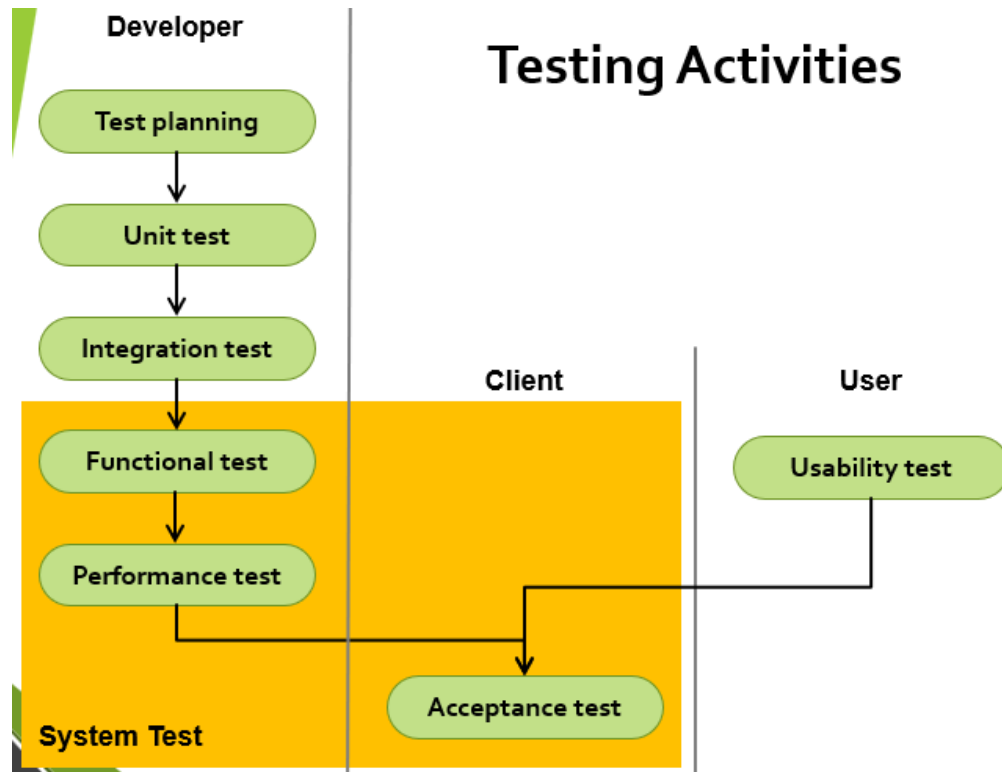 Developer
Testing Activities
Test planning
Unit test
Integration test
Client
User
Functional test
Usability test
Performance test
Acceptance test
System Test